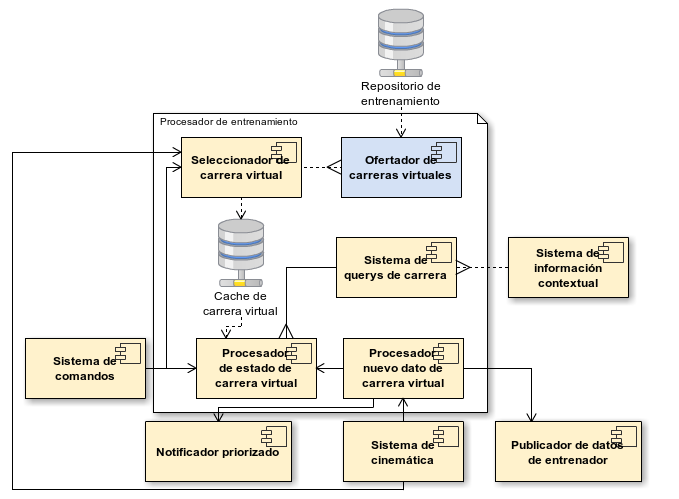 Repositorio de
entrenamiento
Procesador de entrenamiento
Seleccionador de
carrera virtual
Ofertador de
carreras virtuales
Sistema de
querys de carrera
Sistema de
información
contextual
Cache de
carrera virtual
Sistema de
comandos
Procesador
de estado de
carrera virtual
Procesador
nuevo dato de
carrera virtual
Notificador priorizado
Sistema de
cinemática
Publicador de datos
de entrenador